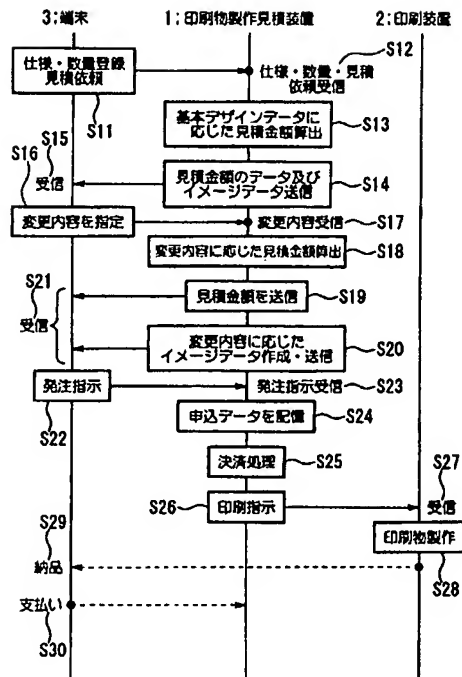 3:端末 1:印刷物製作見積装置 2:印刷装置
仕様・数量登録
見積依頼
S11
S12
仕様・数量・見積
依頼受信
基本デザインデータに
応じた見積金額算出
S13
S15
受信
見積金額のデータ及び
イメージデータ送信
S14
S16
変更内容を指定
変更内容受信
S17
変更内容に応じた見積金額算出
S18
S21
受信
見積金額を送信
S19
変更内容に応じた
イメージデータ作成・送信
S20
発注指示
S22
発注指示受信
S23
申込データを記憶
S24
決済処理
S25
S26
印刷指示
S27
受信
印刷物製作
S28
S29
納品
支払い
S30